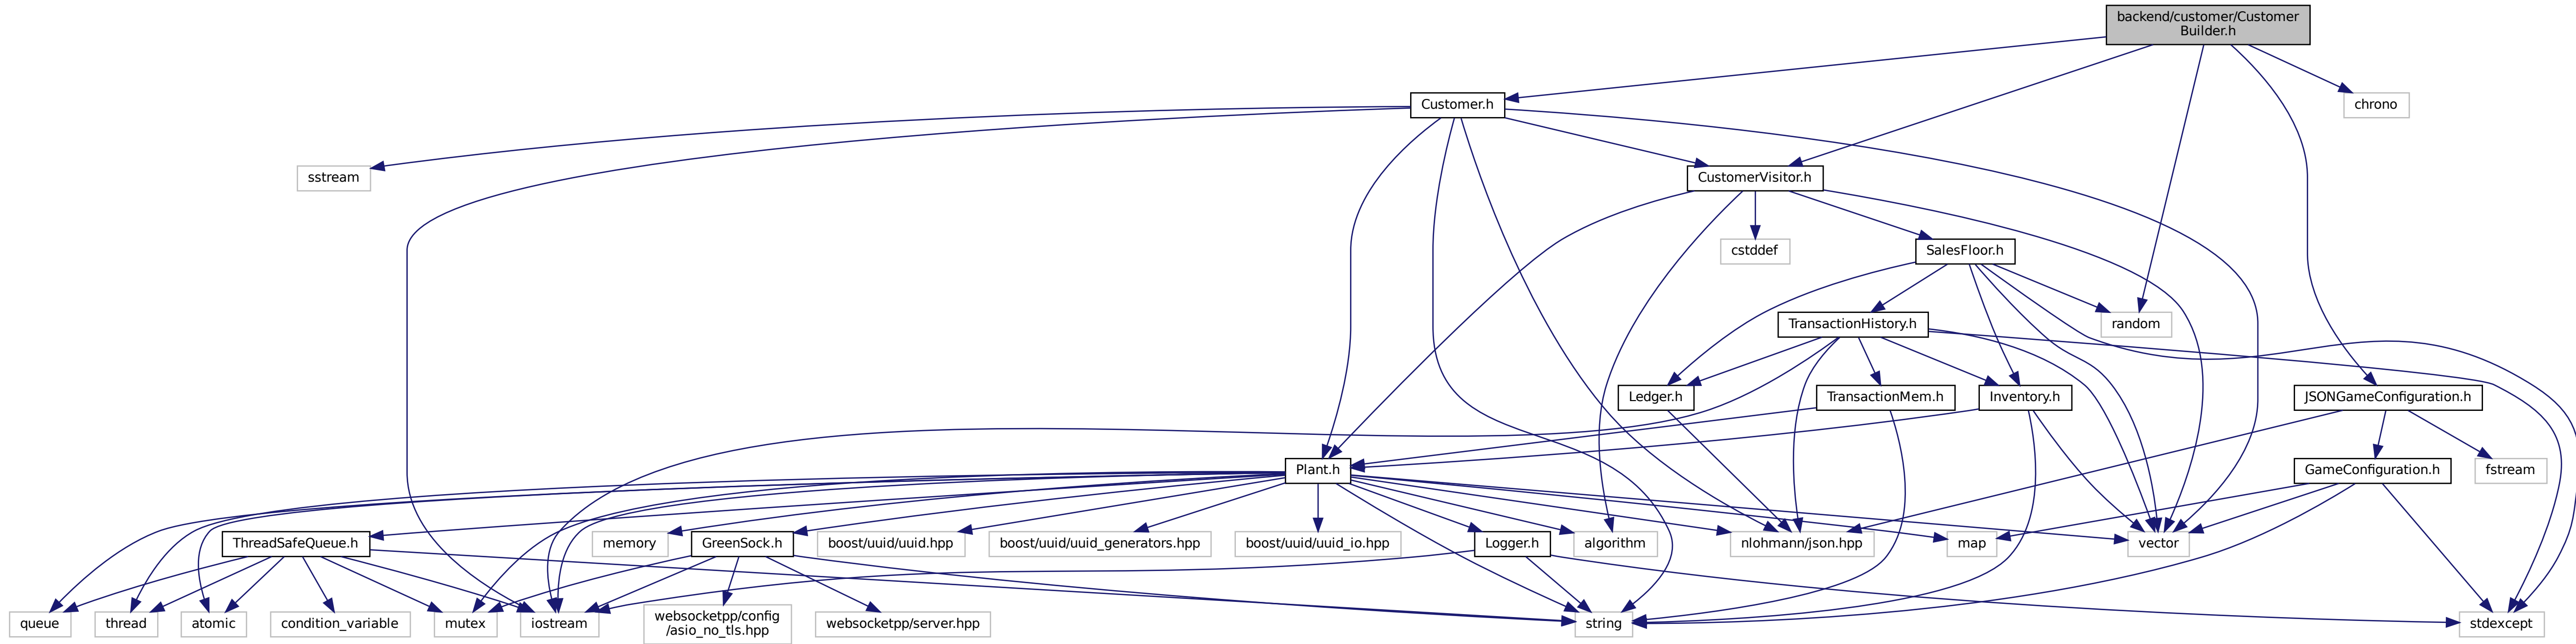 backend/customer/Customer
Builder.h
Customer.h
chrono
sstream
CustomerVisitor.h
cstddef
SalesFloor.h
TransactionHistory.h
random
Ledger.h
TransactionMem.h
Inventory.h
JSONGameConfiguration.h
Plant.h
GameConfiguration.h
fstream
ThreadSafeQueue.h
memory
GreenSock.h
boost/uuid/uuid.hpp
boost/uuid/uuid_generators.hpp
boost/uuid/uuid_io.hpp
Logger.h
algorithm
nlohmann/json.hpp
map
vector
queue
thread
atomic
condition_variable
mutex
iostream
websocketpp/config
/asio_no_tls.hpp
websocketpp/server.hpp
string
stdexcept